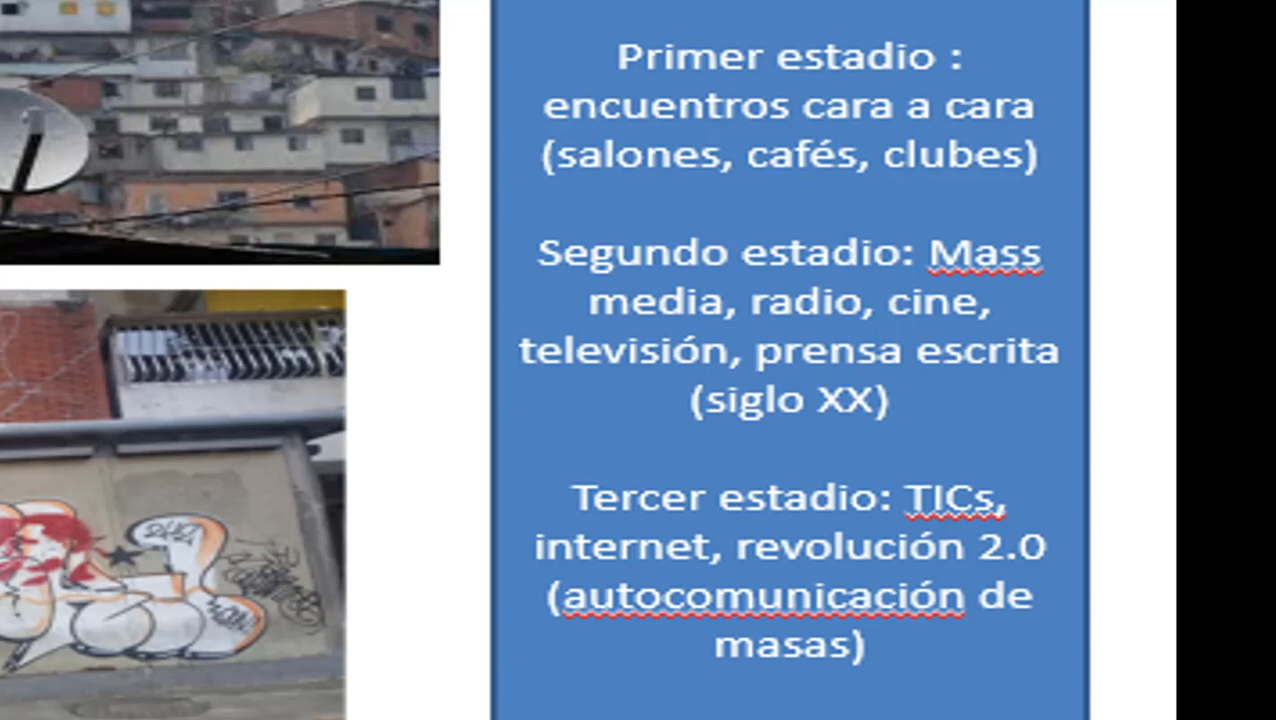 Primer estadio :
encuentros cara a cara
(salones, cafés, clubes)
Segundo estadio: Mass
media, radio, cine,
televisión, prensa escrita
(siglo XX)
Tercer estadio: TICs,
internet, revolución 2.0
(autocomunicación de
masas)